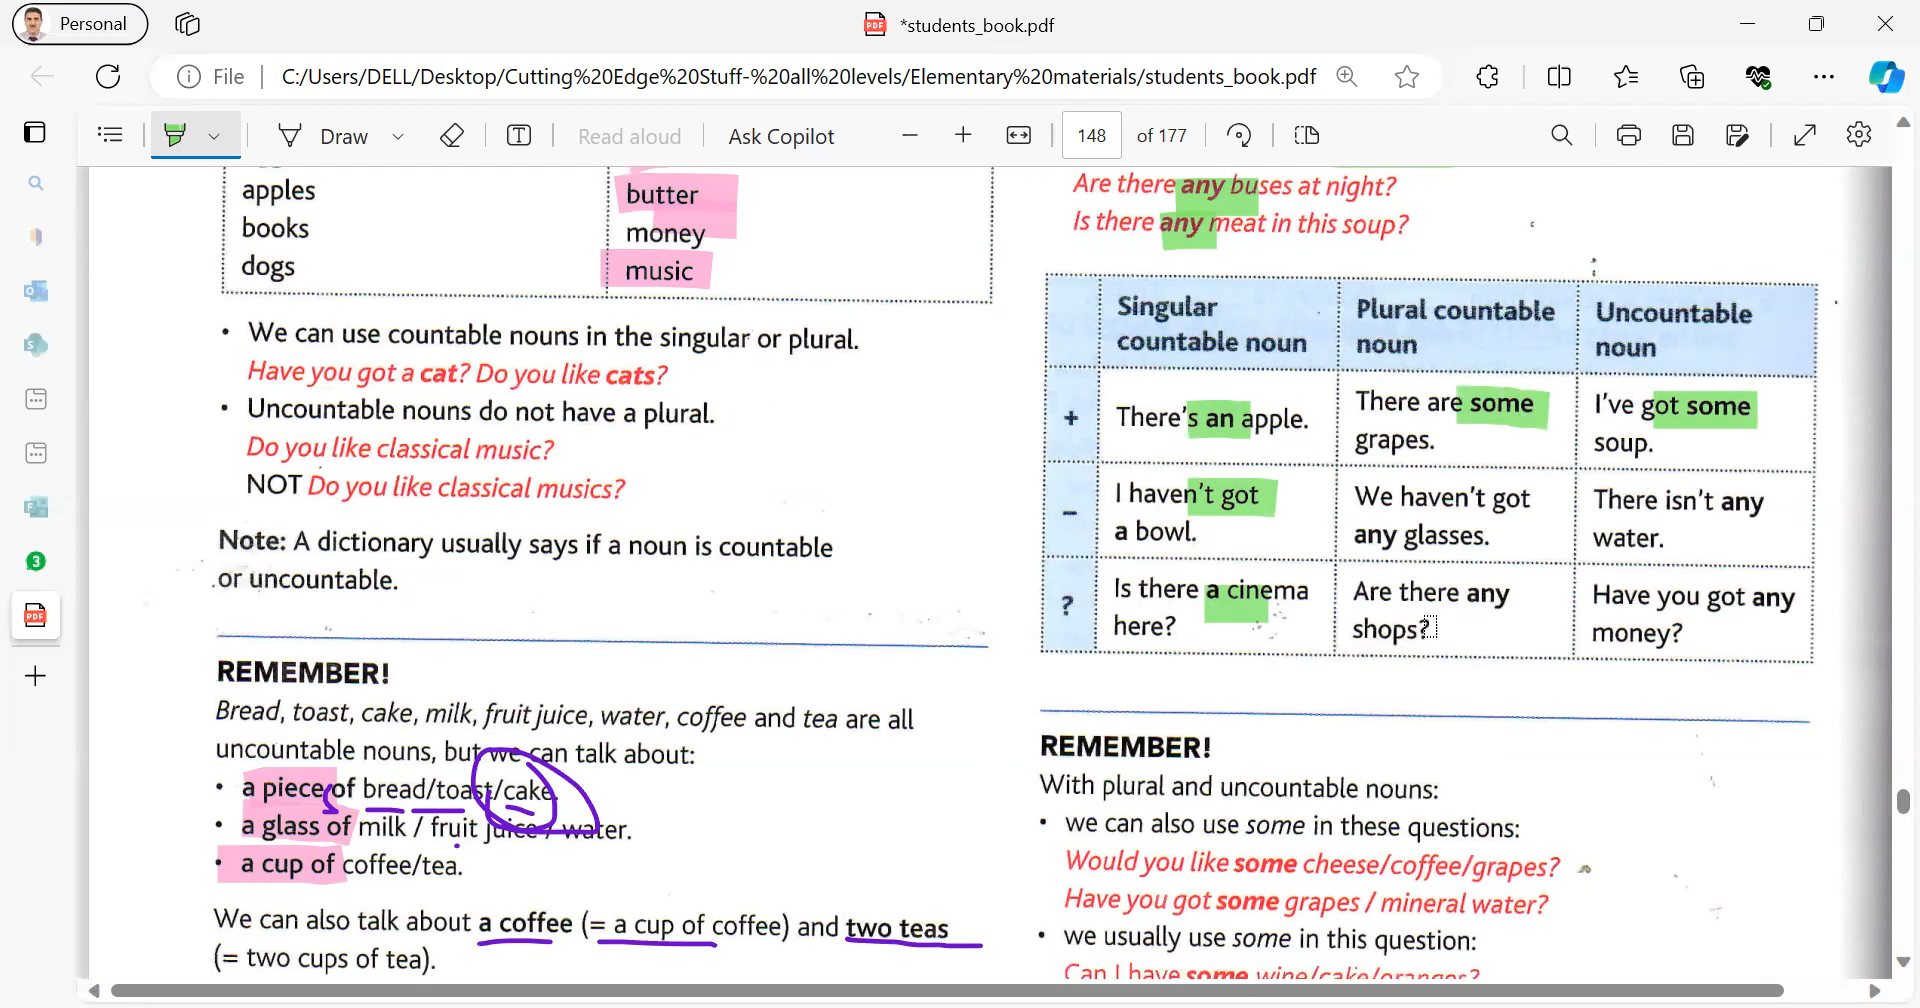 Personal
*students_book.pdf
File
C:/Users/DELL/Desktop/Cutting%20Edge%20Stuff-%20all%20levels/Elementary%20materials/students_book.pdf
Draw
Read aloud
Ask Copilot
148 of 177
3
apples
books
dogs
butter
money
music
• We can use countable nouns in the singular or plural.
Have you got a cat? Do you like cats?
• Uncountable nouns do not have a plural.
Do you like classical music?
NOT Do you like classical musics?
Note: A dictionary usually says if a noun is countable
or uncountable.
REMEMBER!
Bread, toast, cake, milk, fruit juice, water, coffee and tea are all
uncountable nouns, but we can talk about:
• a piece of bread/toast/cake.
• a glass of milk / fruit juice / water.
• a cup of coffee/tea.
We can also talk about a coffee (= a cup of coffee) and two teas
(= two cups of tea).
Are there any buses at night?
Is there any meat in this soup?
Singular
countable noun
Plural countable
noun
Uncountable
noun
+
There's an apple.
There are some
grapes.
I've got some
soup.
–
I haven't got
a bowl.
We haven't got
any glasses.
There isn't any
water.
?
Is there a cinema
here?
Are there any
shops?
Have you got any
money?
REMEMBER!
With plural and uncountable nouns:
• we can also use some in these questions:
Would you like some cheese/coffee/grapes?
Have you got some grapes / mineral water?
• we usually use some in this question:
Can I have some wine/cake/oranges?